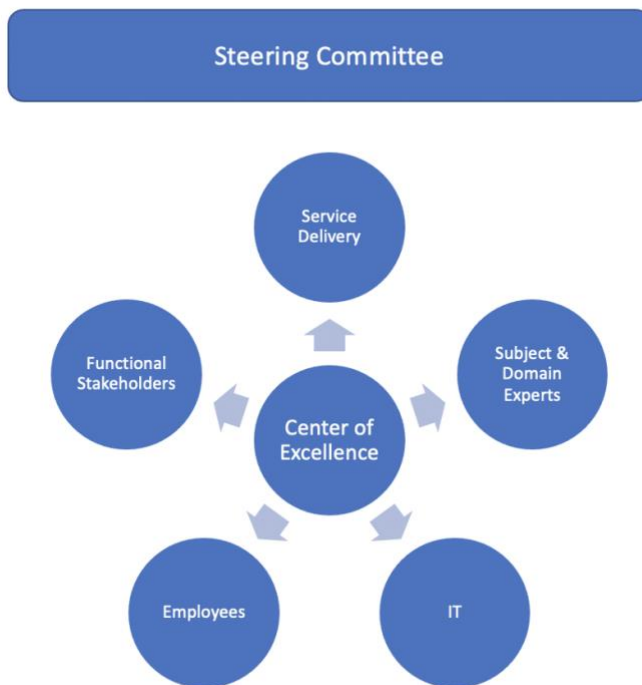 Steering Committee
Service
Delivery
Functional
Stakeholders
Subject &
Domain
Experts
Center of
Excellence
Employees
IT